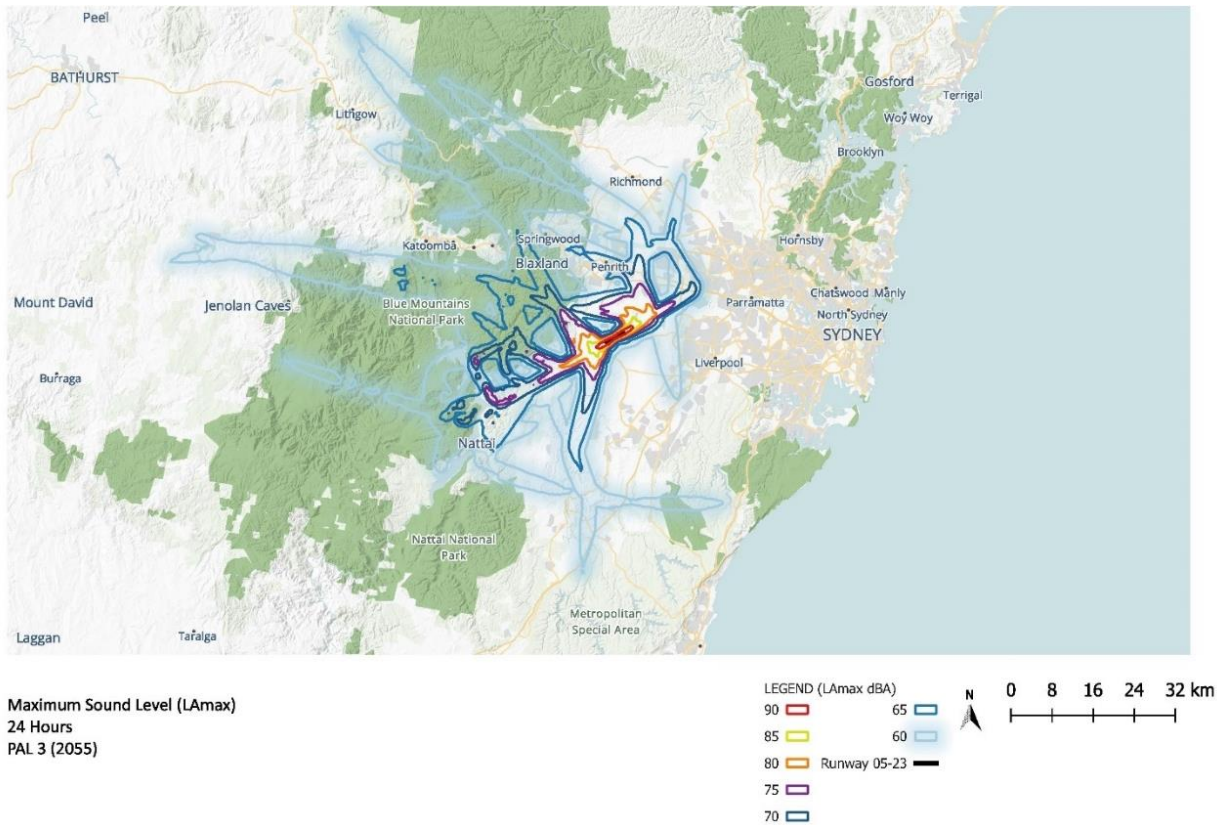 Peel
BATHURST
Lithgow
Gosford
Terrigal
Woy Woy
Brooklyn
Richmond
Hornsby
Katoomba
Springwood
Blaxland
Penrith
Chatswood Manly
Parramatta
North Sydney
SYDNEY
Mount David
Jenolan Caves
Blue Mountains
National Park
Liverpool
Burraga
Nattai
Nattai National
Park
Metropolitan
Special Area
Laggan
Taralga
Maximum Sound Level (LAmax)
24 Hours
PAL 3 (2055)
LEGEND (LAmax dBA)
90
85
80
75
70
65
60
Runway 05-23
N
0 8 16 24 32 km